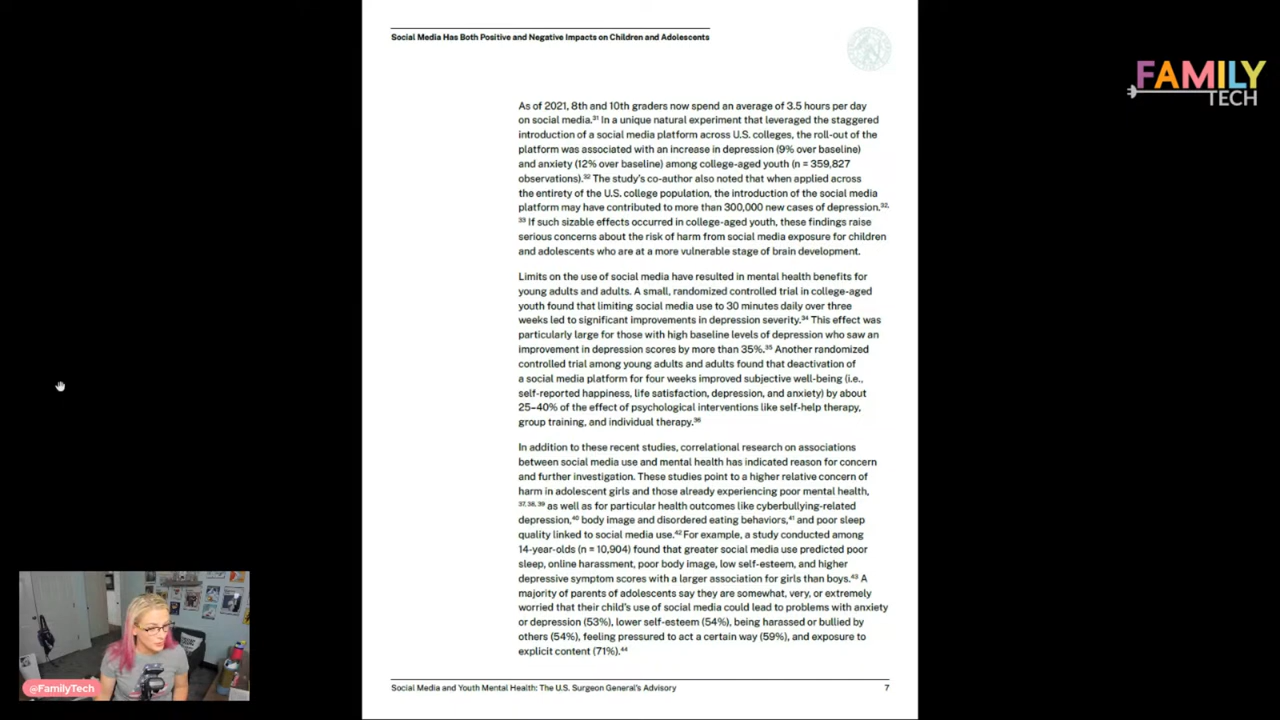 Social Media Has Both Positive and Negative Impacts on Children and Adolescents
FAMILY
TECH
As of 2021, 8th and 10th graders now spend an average of 3.5 hours per day
on social media.³¹ In a unique natural experiment that leveraged the staggered
introduction of a social media platform across U.S. colleges, the roll-out of the
platform was associated with an increase in depression (9% over baseline)
and anxiety (12% over baseline) among college-aged youth (n = 359,827
observations).³² The study's co-author also noted that when applied across
the entirety of the U.S. college population, the introduction of the social media
platform may have contributed to more than 300,000 new cases of depression.³²,
³³ If such sizable effects occurred in college-aged youth, these findings raise
serious concerns about the risk of harm from social media exposure for children
and adolescents who are at a more vulnerable stage of brain development.
Limits on the use of social media have resulted in mental health benefits for
young adults and adults. A small, randomized controlled trial in college-aged
youth found that limiting social media use to 30 minutes daily over three
weeks led to significant improvements in depression severity.³⁴ This effect was
particularly large for those with high baseline levels of depression who saw an
improvement in depression scores by more than 35%.³⁵ Another randomized
controlled trial among young adults and adults found that deactivation of
a social media platform for four weeks improved subjective well-being (i.e.,
self-reported happiness, life satisfaction, depression, and anxiety) by about
25–40% of the effect of psychological interventions like self-help therapy,
group training, and individual therapy.³⁶
In addition to these recent studies, correlational research on associations
between social media use and mental health has indicated reason for concern
and further investigation. These studies point to a higher relative concern of
harm in adolescent girls and those already experiencing poor mental health,
³⁷,³⁸,³⁹ as well as for particular health outcomes like cyberbullying-related
depression,⁴⁰ body image and disordered eating behaviors,⁴¹ and poor sleep
quality linked to social media use.⁴² For example, a study conducted among
14-year-olds (n = 10,904) found that greater social media use predicted poor
sleep, online harassment, poor body image, low self-esteem, and higher
depressive symptom scores with a larger association for girls than boys.⁴³ A
majority of parents of adolescents say they are somewhat, very, or extremely
worried that their child's use of social media could lead to problems with anxiety
or depression (53%), lower self-esteem (54%), being harassed or bullied by
others (54%), feeling pressured to act a certain way (59%), and exposure to
explicit content (71%).⁴⁴
Social Media and Youth Mental Health: The U.S. Surgeon General's Advisory 7
@FamilyTech